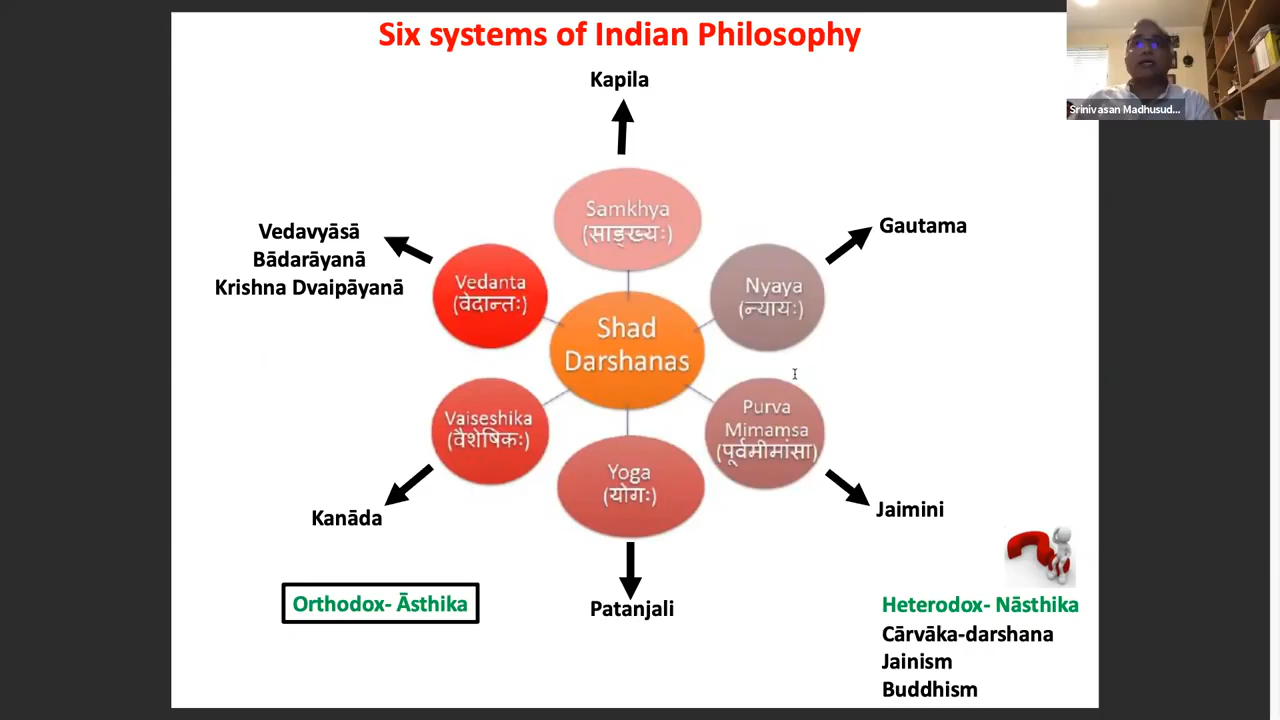 Six systems of Indian Philosophy
Srinivasan Madhusud...
Kapila
Samkhya
(साङ्ख्यः)
Vedavyāsā
Bādarāyanā
Krishna Dvaipāyanā
Gautama
Vedanta
(वेदान्तः)
Nyaya
(न्यायः)
Shad
Darshanas
Vaiseshika
(वैशेषिकः)
Purva
Mimamsa
(पूर्वमीमांसा)
Yoga
(योगः)
Kanāda
Jaimini
Patanjali
Orthodox- Āsthika
Heterodox- Nāsthika
Cārvāka-darshana
Jainism
Buddhism